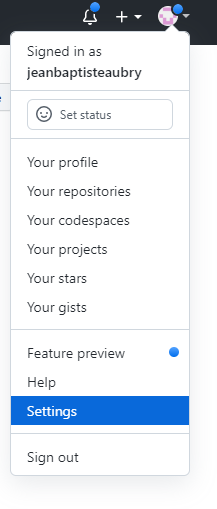 Signed in as
jeanbaptisteaubry
Set status
Your profile
Your repositories
Your codespaces
Your projects
Your stars
Your gists
Feature preview
Help
Settings
Sign out